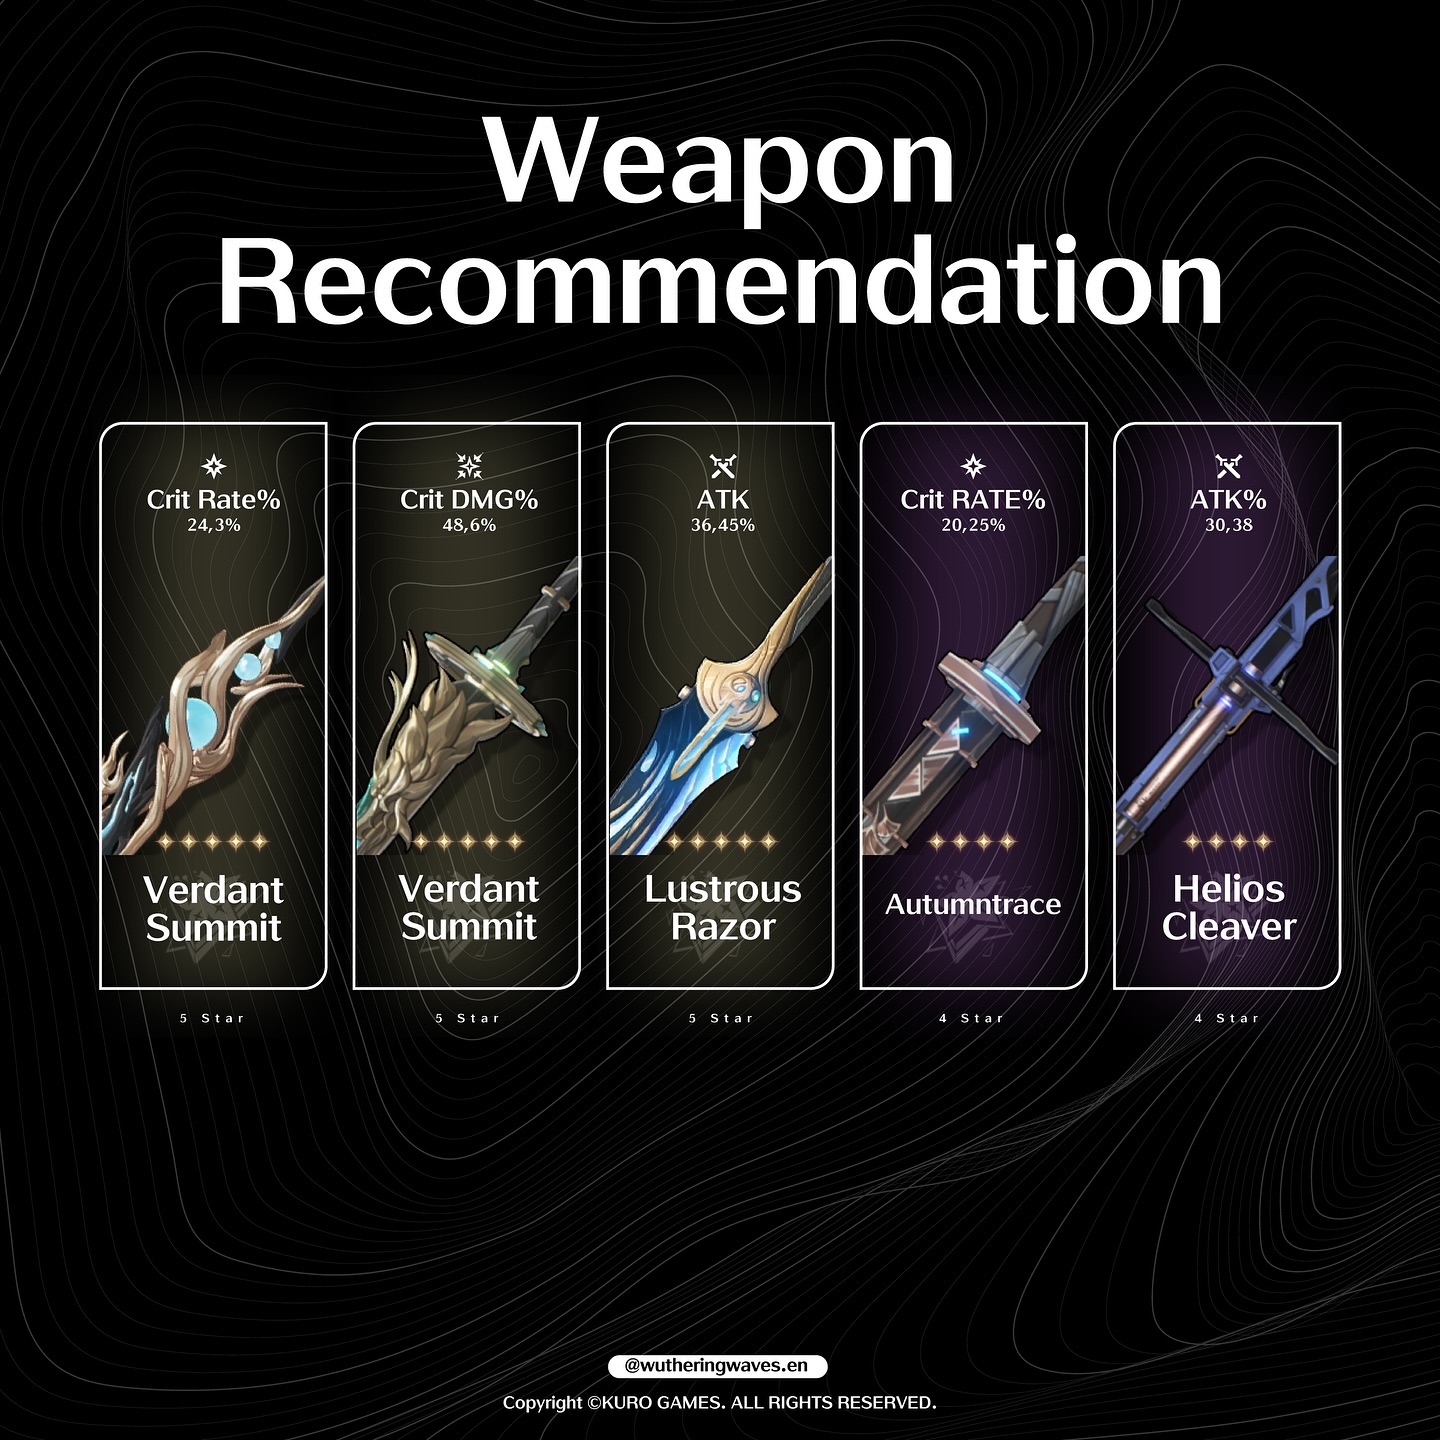 Weapon
Recommendation
Crit Rate%
24,3%
Verdant
Summit
5 Star
Crit DMG%
48,6%
Verdant
Summit
5 Star
ATK
36,45%
Lustrous
Razor
5 Star
Crit RATE%
20,25%
Autumntrace
4 Star
ATK%
30,38
Helios
Cleaver
4 Star
@wutheringwaves.en
Copyright ©KURO GAMES. ALL RIGHTS RESERVED.